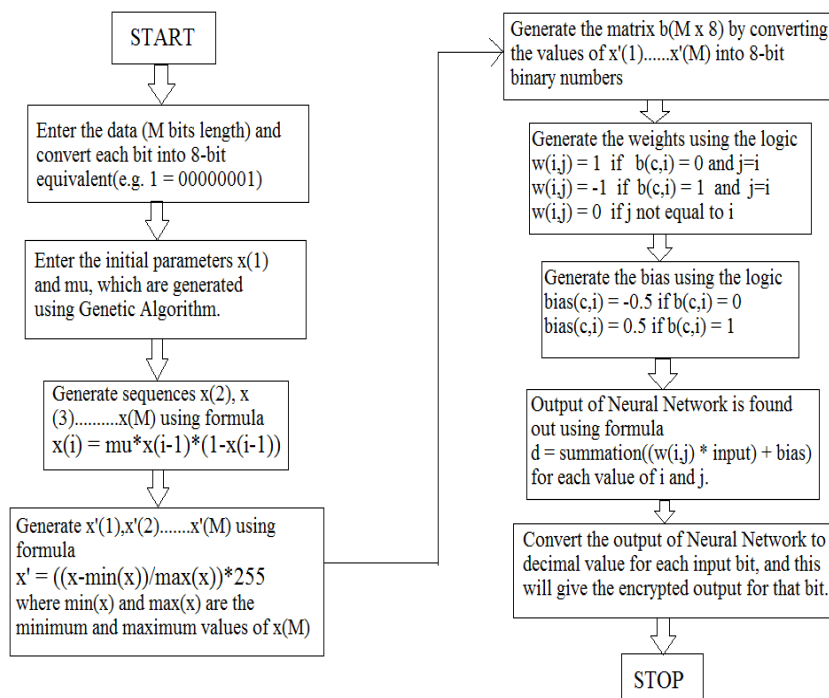 START
Enter the data (M bits length) and
convert each bit into 8-bit
equivalent(e.g. 1 = 00000001)
Enter the initial parameters x(1)
and mu, which are generated
using Genetic Algorithm.
Generate sequences x(2), x
(3)..........x(M) using formula
x(i) = mu*x(i-1)*(1-x(i-1))
Generate x'(1),x'(2).......x'(M) using
formula
x' = ((x-min(x))/max(x))*255
where min(x) and max(x) are the
minimum and maximum values of x(M)
Generate the matrix b(M x 8) by converting
the values of x'(1)......x'(M) into 8-bit
binary numbers
Generate the weights using the logic
w(i,j) = 1 if b(c,i) = 0 and j=i
w(i,j) = -1 if b(c,i) = 1 and j=i
w(i,j) = 0 if j not equal to i
Generate the bias using the logic
bias(c,i) = -0.5 if b(c,i) = 0
bias(c,i) = 0.5 if b(c,i) = 1
Output of Neural Network is found
out using formula
d = summation((w(i,j) * input) + bias)
for each value of i and j.
Convert the output of Neural Network to
decimal value for each input bit, and this
will give the encrypted output for that bit.
STOP